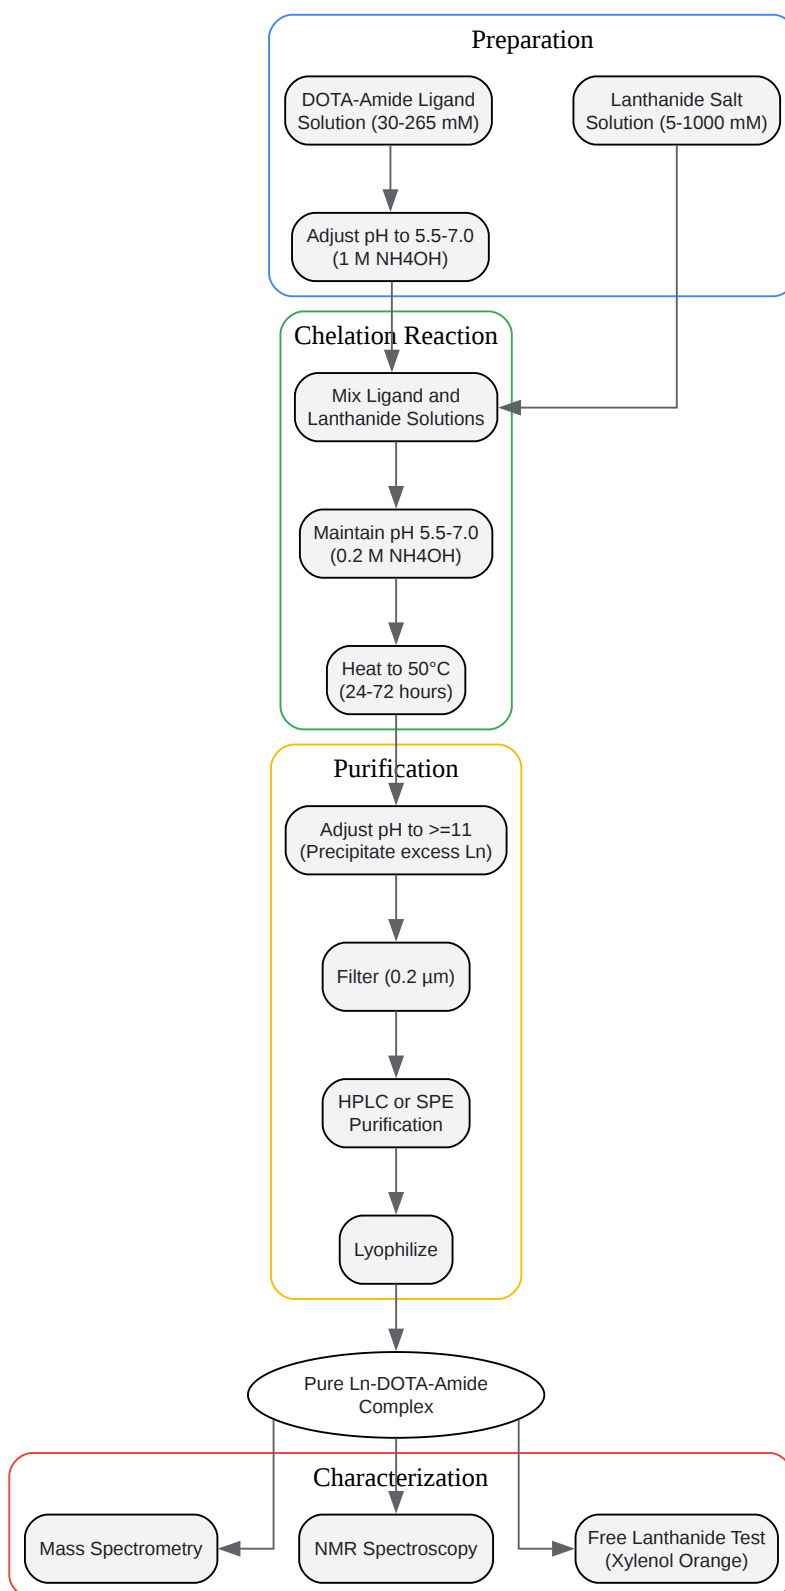 Preparation
DOTA-Amide Ligand
Solution (30-265 mM)
Lanthanide Salt
Solution (5-1000 mM)
Adjust pH to 5.5-7.0
(1 M NH4OH)
Chelation Reaction
Mix Ligand and
Lanthanide Solutions
Maintain pH 5.5-7.0
(0.2 M NH4OH)
Heat to 50°C
(24-72 hours)
Purification
Adjust pH to >=11
(Precipitate excess Ln)
Filter (0.2 µm)
HPLC or SPE
Purification
Lyophilize
Pure Ln-DOTA-Amide
Complex
Characterization
Mass Spectrometry
NMR Spectroscopy
Free Lanthanide Test
(Xylenol Orange)